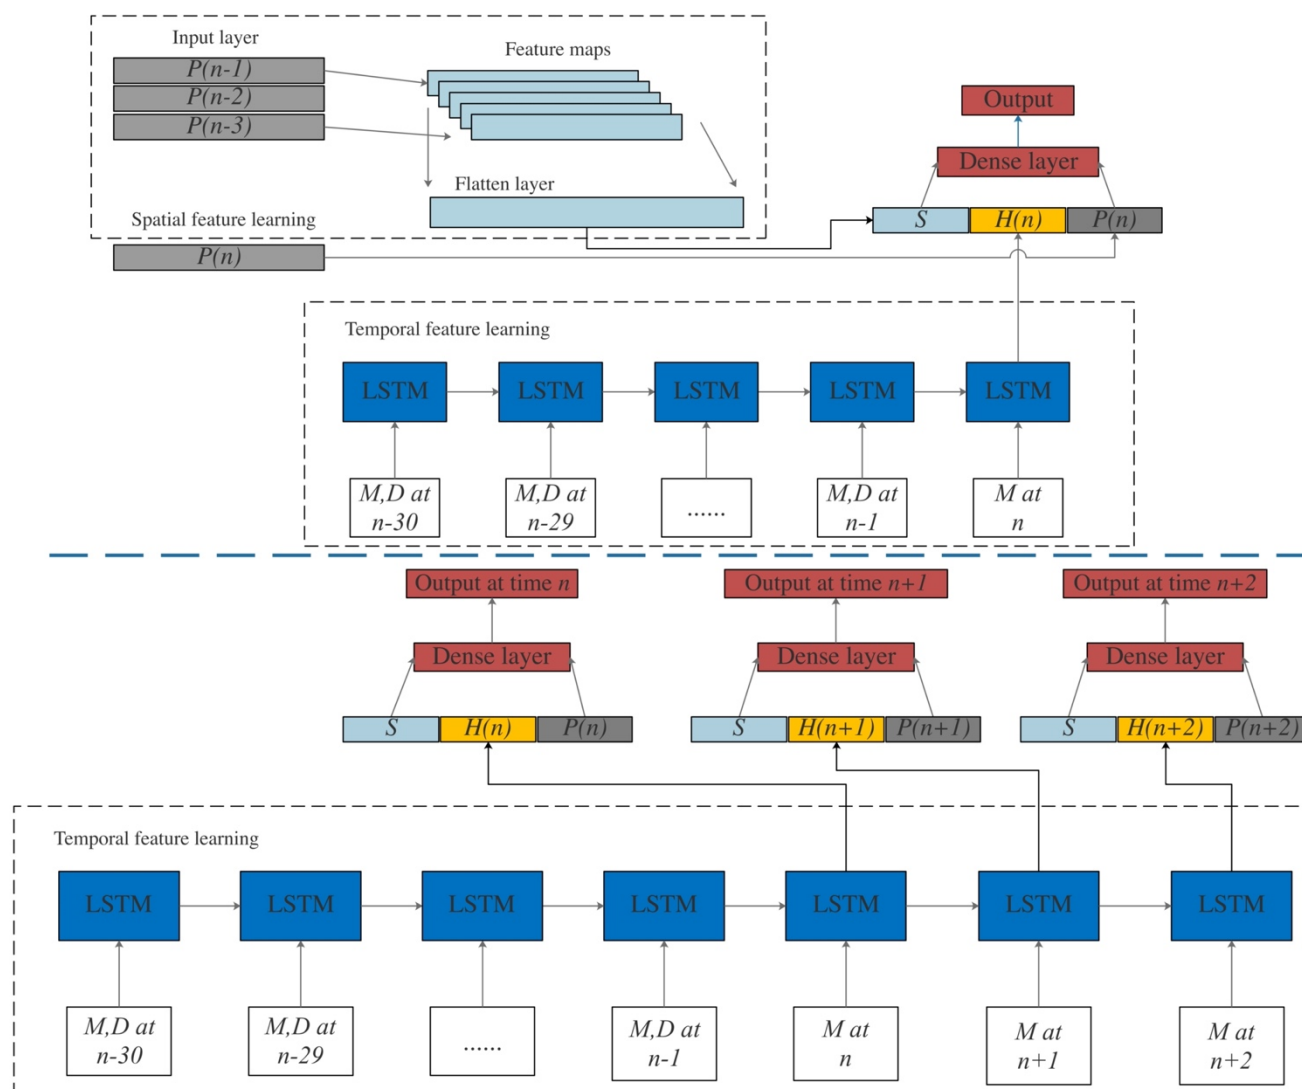 Input layer
P(n-1)
P(n-2)
P(n-3)
Feature maps
Flatten layer
Spatial feature learning
P(n)
Output
Dense layer
S H(n) P(n)
Temporal feature learning
LSTM LSTM LSTM LSTM LSTM
M,D at
n-30
M,D at
n-29
......
M,D at
n-1
M at
n
Output at time n
Dense layer
S H(n) P(n)
Output at time n+1
Dense layer
S H(n+1) P(n+1)
Output at time n+2
Dense layer
S H(n+2) P(n+2)
Temporal feature learning
LSTM LSTM LSTM LSTM LSTM LSTM LSTM
M,D at
n-30
M,D at
n-29
......
M,D at
n-1
M at
n
M at
n+1
M at
n+2